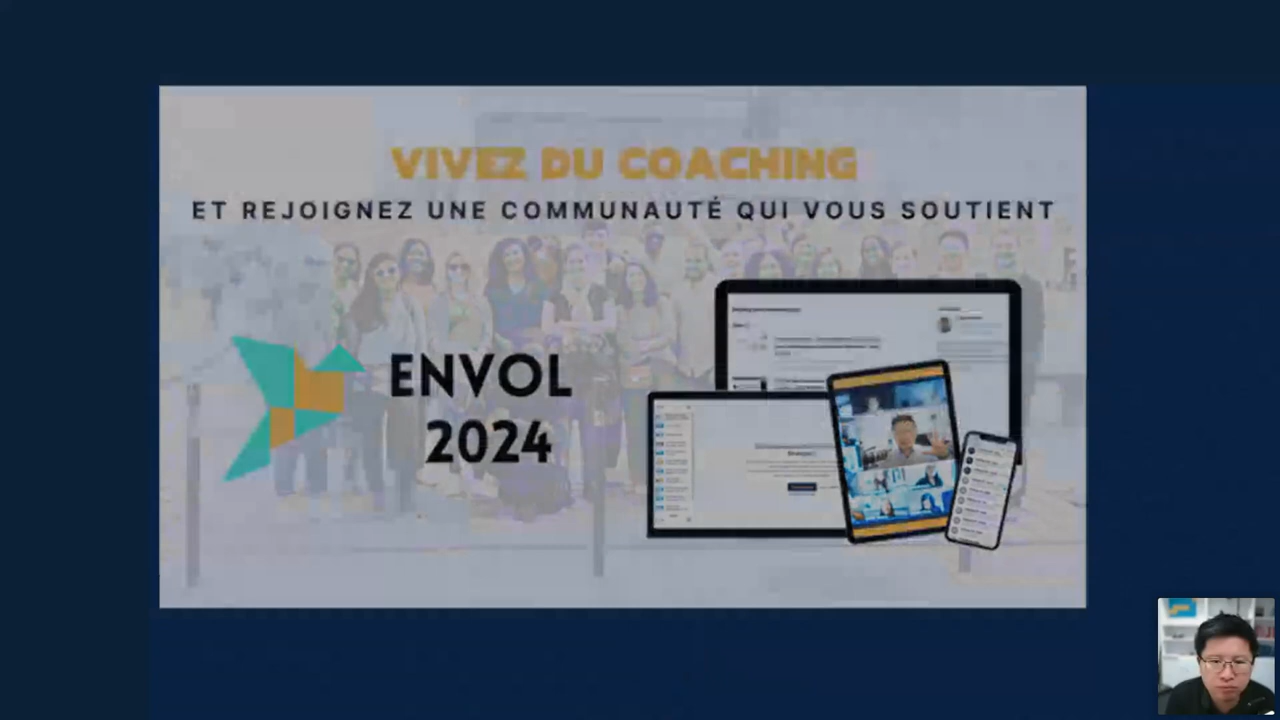 VIVEZ DU COACHING
ET REJOIGNEZ UNE COMMUNAUTÉ QUI VOUS SOUTIENT
ENVOL
2024